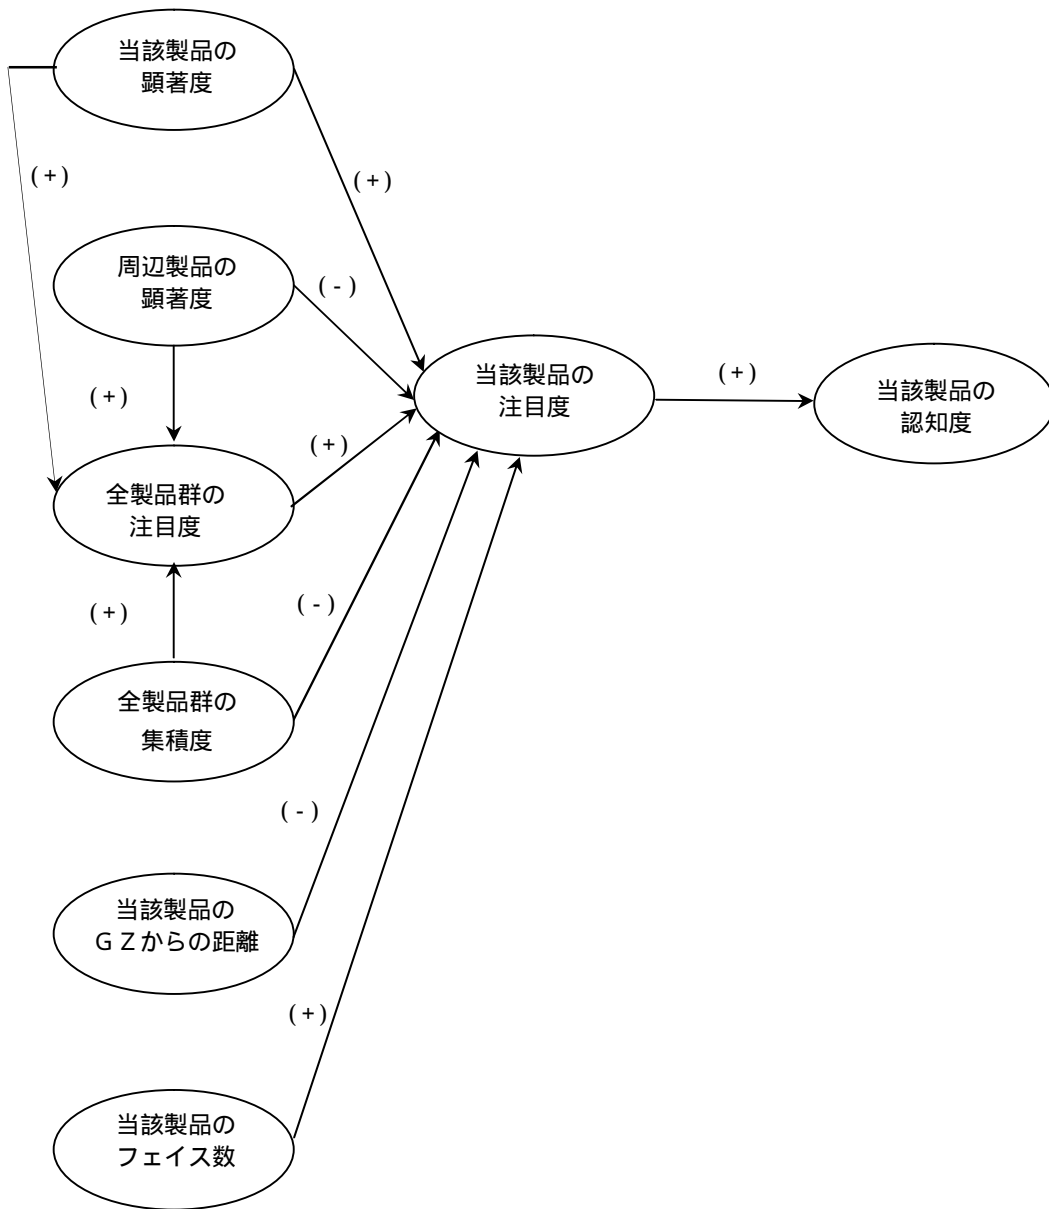 当該製品の
顕著度
(+)
(+)
周辺製品の
顕著度
(-)
(+)
当該製品の
注目度
(+)
当該製品の
認知度
(+)
全製品群の
注目度
(+)
(-)
全製品群の
集積度
(-)
当該製品の
ＧＺからの距離
(+)
当該製品の
フェイス数